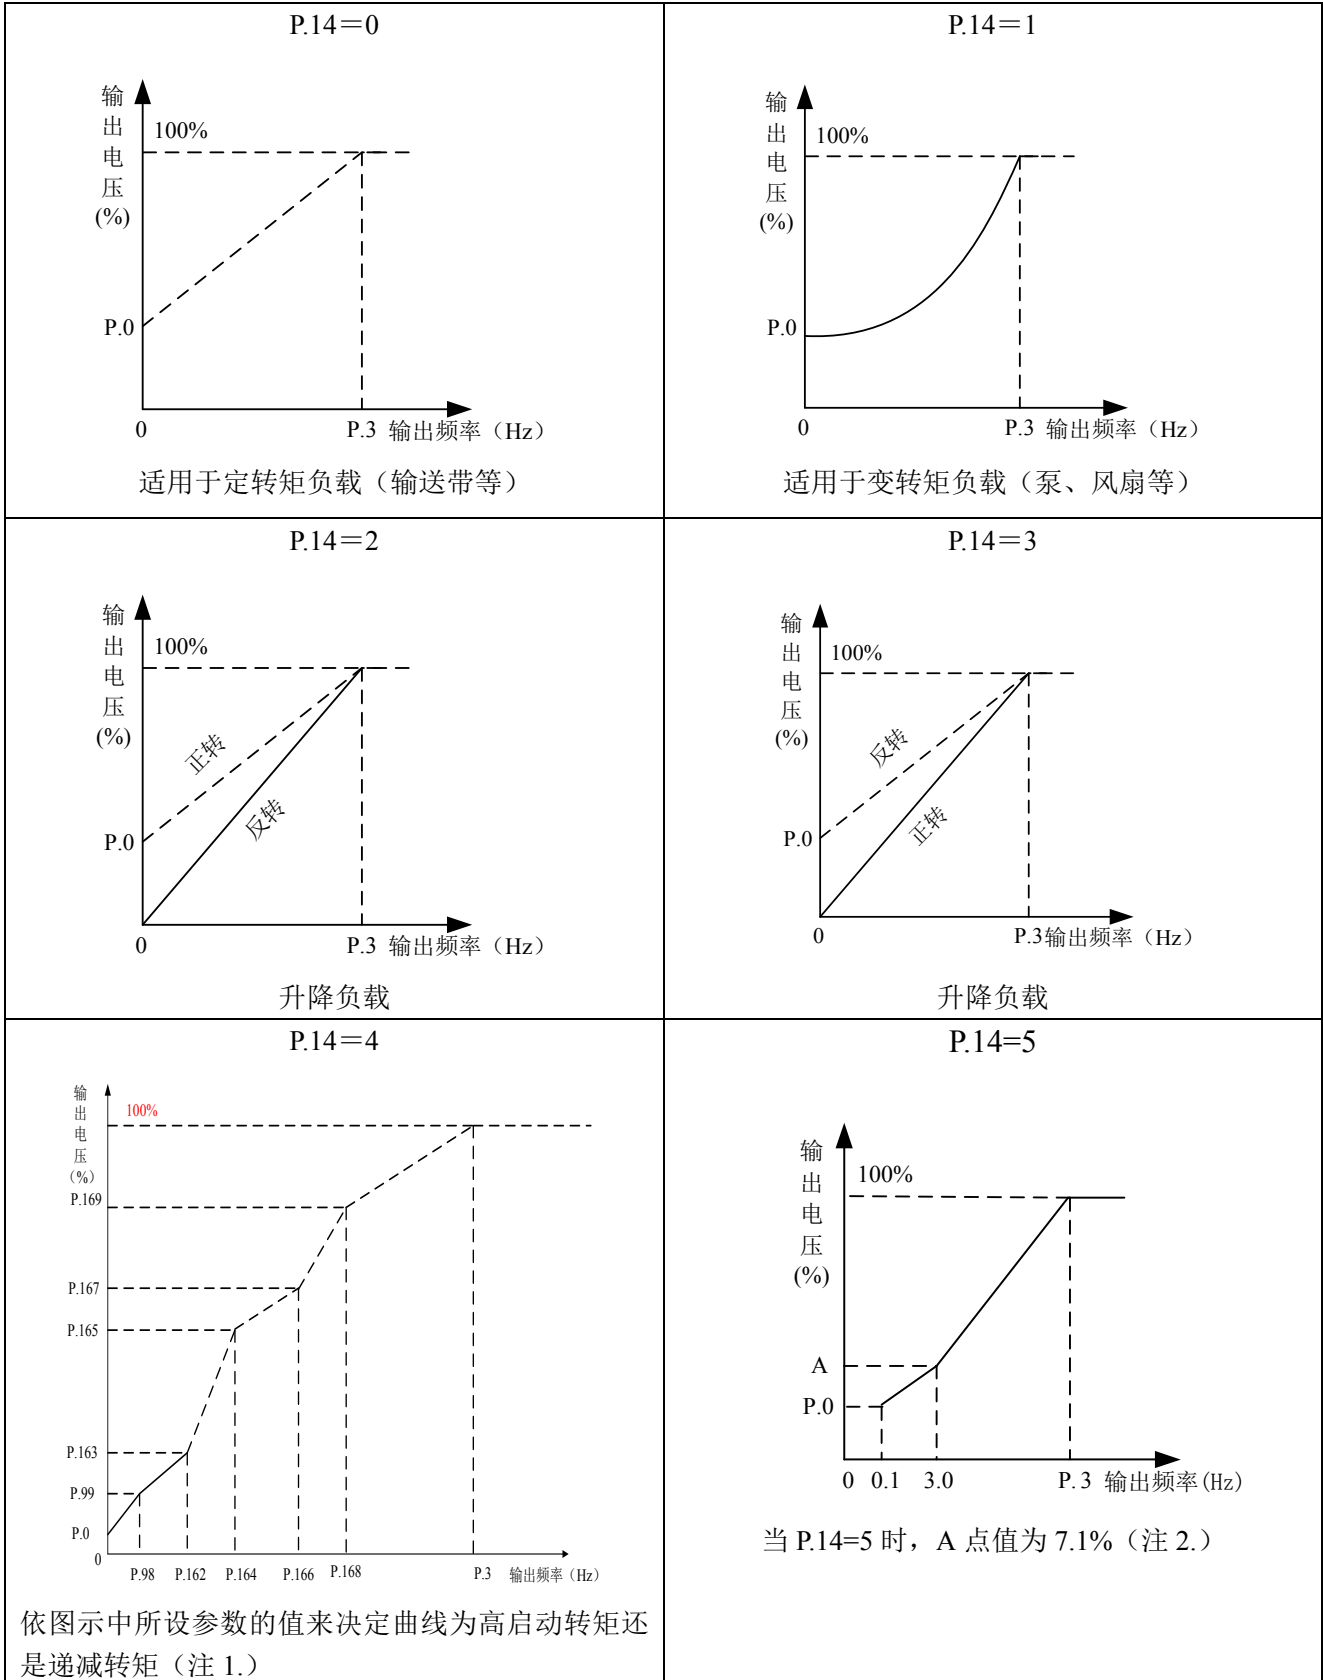 P.14＝0
输出电压(%)
100%
P.0
0
P.3 输出频率（Hz）
适用于定转矩负载（输送带等）
P.14＝1
输出电压(%)
100%
P.0
0
P.3 输出频率（Hz）
适用于变转矩负载（泵、风扇等）
P.14＝2
输出电压(%)
100%
正转
反转
P.0
0
P.3 输出频率（Hz）
升降负载
P.14＝3
输出电压(%)
100%
反转
正转
P.0
0
P.3输出频率（Hz）
升降负载
P.14＝4
输出电压（%）
100%
P.169
P.167
P.165
P.163
P.99
P.0
0
P.98 P.162 P.164 P.166 P.168 P.3 输出频率（Hz）
依图示中所设参数的值来决定曲线为高启动转矩还
是递减转矩（注 1.）
P.14=5
输出电压(%)
100%
A
P.0
0 0.1 3.0 P.3 输出频率(Hz)
当 P.14=5 时，A 点值为 7.1%（注 2.）